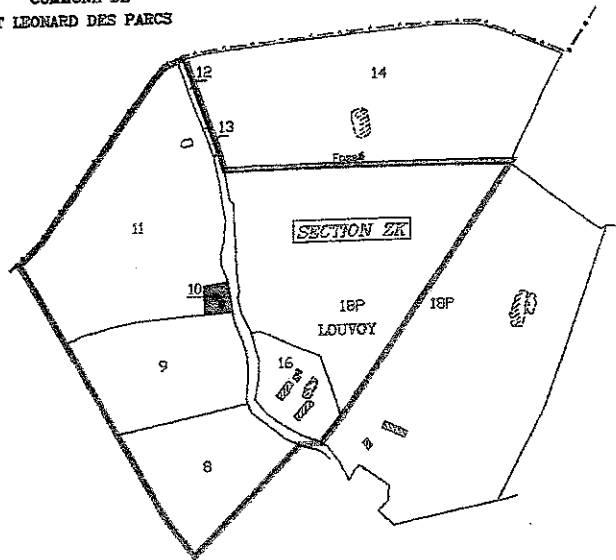 COMMUNE DE
T LEONARD DES PARCS
12
14
13
Fossé
11
SECTION ZK
10
18P
18P
LOUVOY
9
16
8